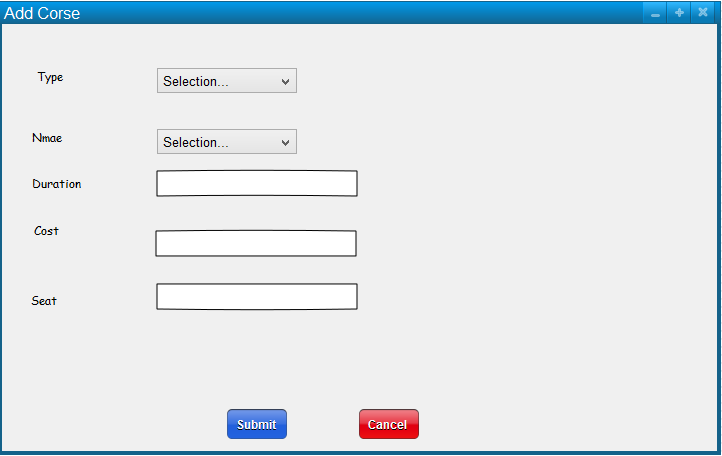 Add Corse
Type Selection...
Nmae Selection...
Duration
Cost
Seat
Submit Cancel